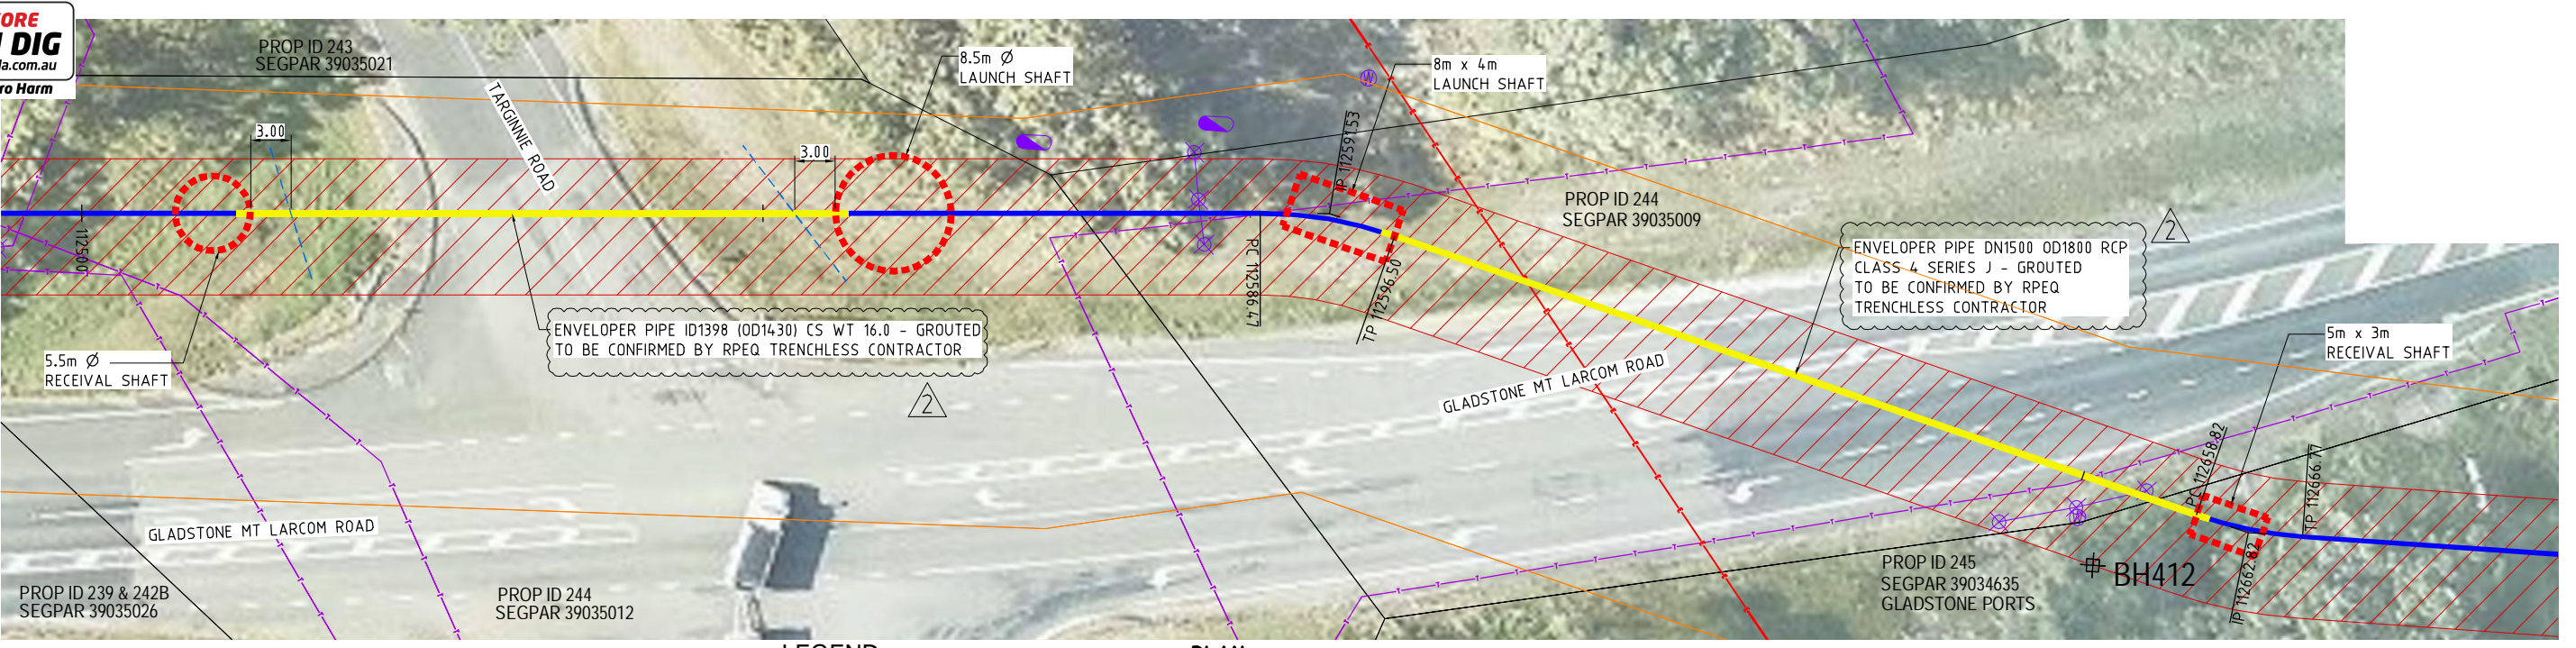 ORE
DIG
a.com.au
ro Harm
PROP ID 243
SEGPAR 39035021
TARGINNIE ROAD
3.00
3.00
8.5m Ø
LAUNCH SHAFT
8m x 4m
LAUNCH SHAFT
W
IP 112591.53
PROP ID 244
SEGPAR 39035009
112500
PC 112586.47
TP 112596.50
ENVELOPER PIPE DN1500 OD1800 RCP
CLASS 4 SERIES J - GROUTED
TO BE CONFIRMED BY RPEQ
TRENCHLESS CONTRACTOR
2
ENVELOPER PIPE ID1398 (OD1430) CS WT 16.0 - GROUTED
TO BE CONFIRMED BY RPEQ TRENCHLESS CONTRACTOR
2
5.5m Ø
RECEIVAL SHAFT
5m x 3m
RECEIVAL SHAFT
GLADSTONE MT LARCOM ROAD
PC 112658.82
TP 112666.77
IP 112662.82
GLADSTONE MT LARCOM ROAD
PROP ID 239 & 242B
SEGPAR 39035026
PROP ID 244
SEGPAR 39035012
PROP ID 245
SEGPAR 39034635
GLADSTONE PORTS
BH412
LEGEND
PLAN